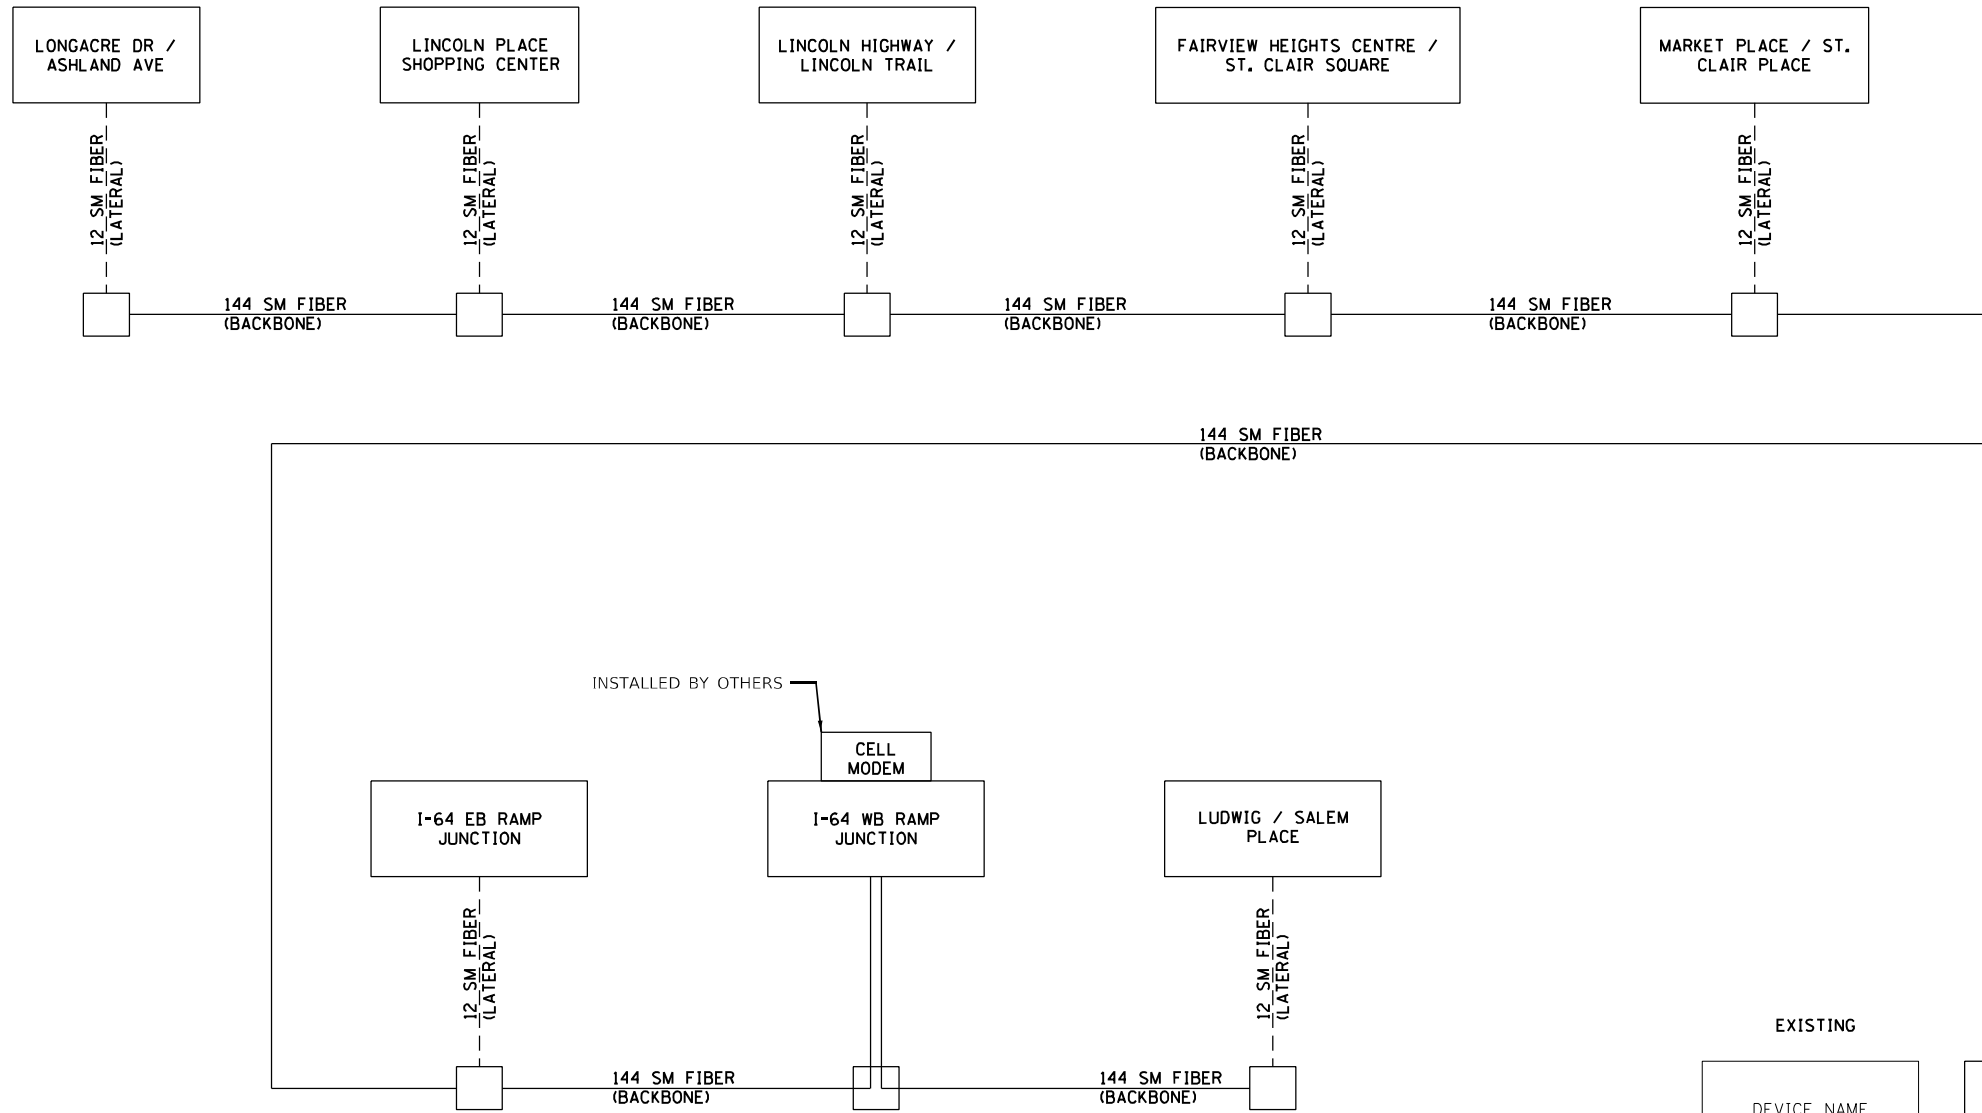 LONGACRE DR /
ASHLAND AVE
LINCOLN PLACE
SHOPPING CENTER
LINCOLN HIGHWAY /
LINCOLN TRAIL
FAIRVIEW HEIGHTS CENTRE /
ST. CLAIR SQUARE
MARKET PLACE / ST.
CLAIR PLACE
12 SM FIBER
(LATERAL)
12 SM FIBER
(LATERAL)
12 SM FIBER
(LATERAL)
12 SM FIBER
(LATERAL)
12 SM FIBER
(LATERAL)
144 SM FIBER
(BACKBONE)
144 SM FIBER
(BACKBONE)
144 SM FIBER
(BACKBONE)
144 SM FIBER
(BACKBONE)
144 SM FIBER
(BACKBONE)
INSTALLED BY OTHERS
CELL
MODEM
I-64 EB RAMP
JUNCTION
I-64 WB RAMP
JUNCTION
LUDWIG / SALEM
PLACE
12 SM FIBER
(LATERAL)
12 SM FIBER
(LATERAL)
144 SM FIBER
(BACKBONE)
144 SM FIBER
(BACKBONE)
EXISTING
DEVICE NAME